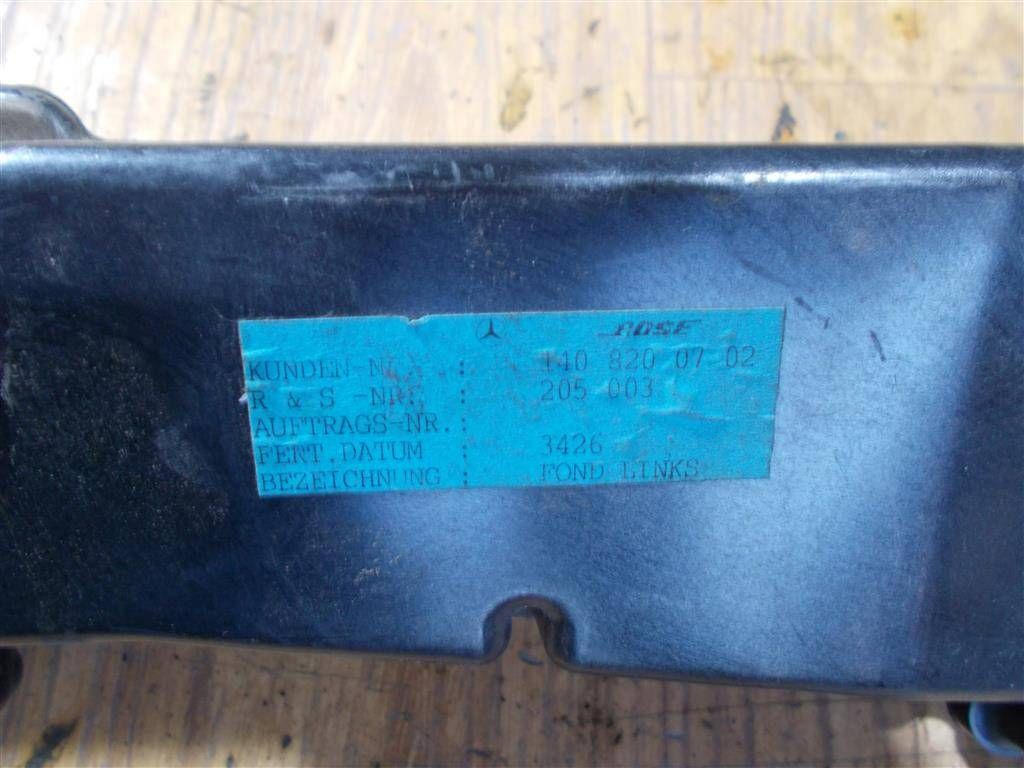 BOSE
KUNDEN-NR. : 140 820 07 02
R & S -NR. : 205 003
AUFTRAGS-NR.:
FERT.DATUM : 3426
BEZEICHNUNG : FOND LINKS